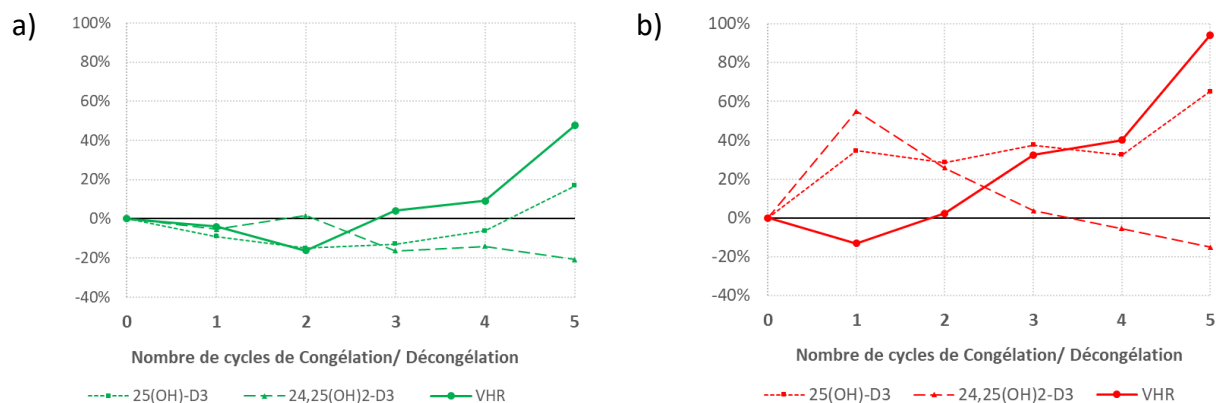 a)
100%
80%
60%
40%
20%
0%
-20%
-40%
0 1 2 3 4 5
Nombre de cycles de Congélation/ Décongélation
25(OH)-D3 24,25(OH)2-D3 VHR
b)
100%
80%
60%
40%
20%
0%
-20%
-40%
0 1 2 3 4 5
Nombre de cycles de Congélation/ Décongélation
25(OH)-D3 24,25(OH)2-D3 VHR